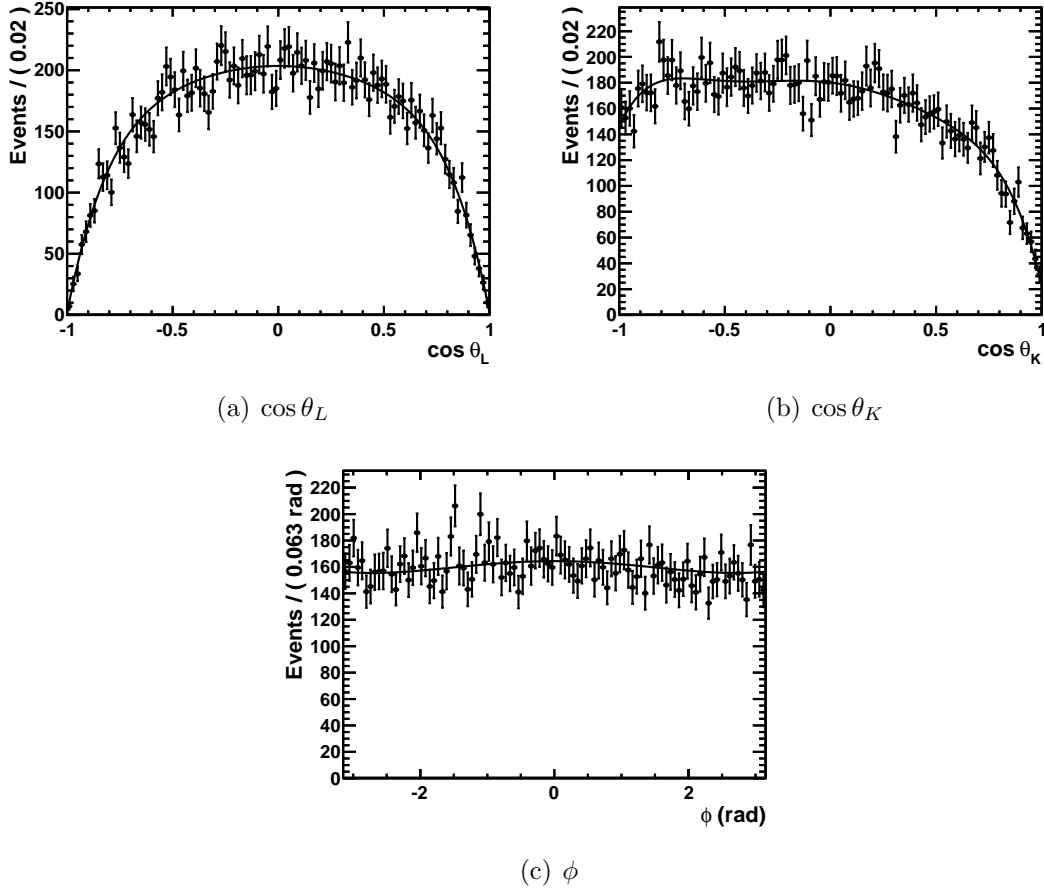 Events / ( 0.02 )
250
200
150
100
50
0
-1 -0.5 0 0.5 1
cos θL
(a) cos θL
Events / ( 0.02 )
220
200
180
160
140
120
100
80
60
40
20
0
-1 -0.5 0 0.5 1
cos θK
(b) cos θK
Events / ( 0.063 rad )
220
200
180
160
140
120
100
80
60
40
20
0
-2 0 2
ϕ (rad)
(c) ϕ